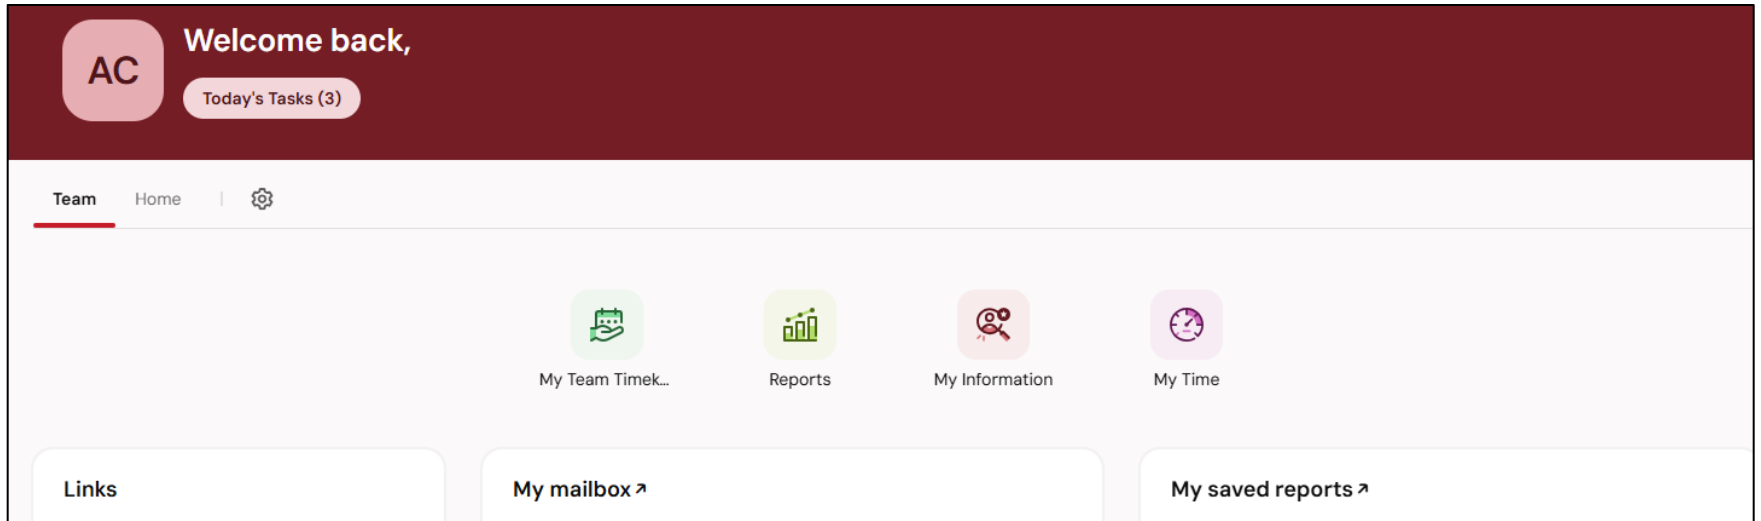 AC
Welcome back,
Today's Tasks (3)
Team
Home
My Team Timek...
Reports
My Information
My Time
Links
My mailbox
My saved reports